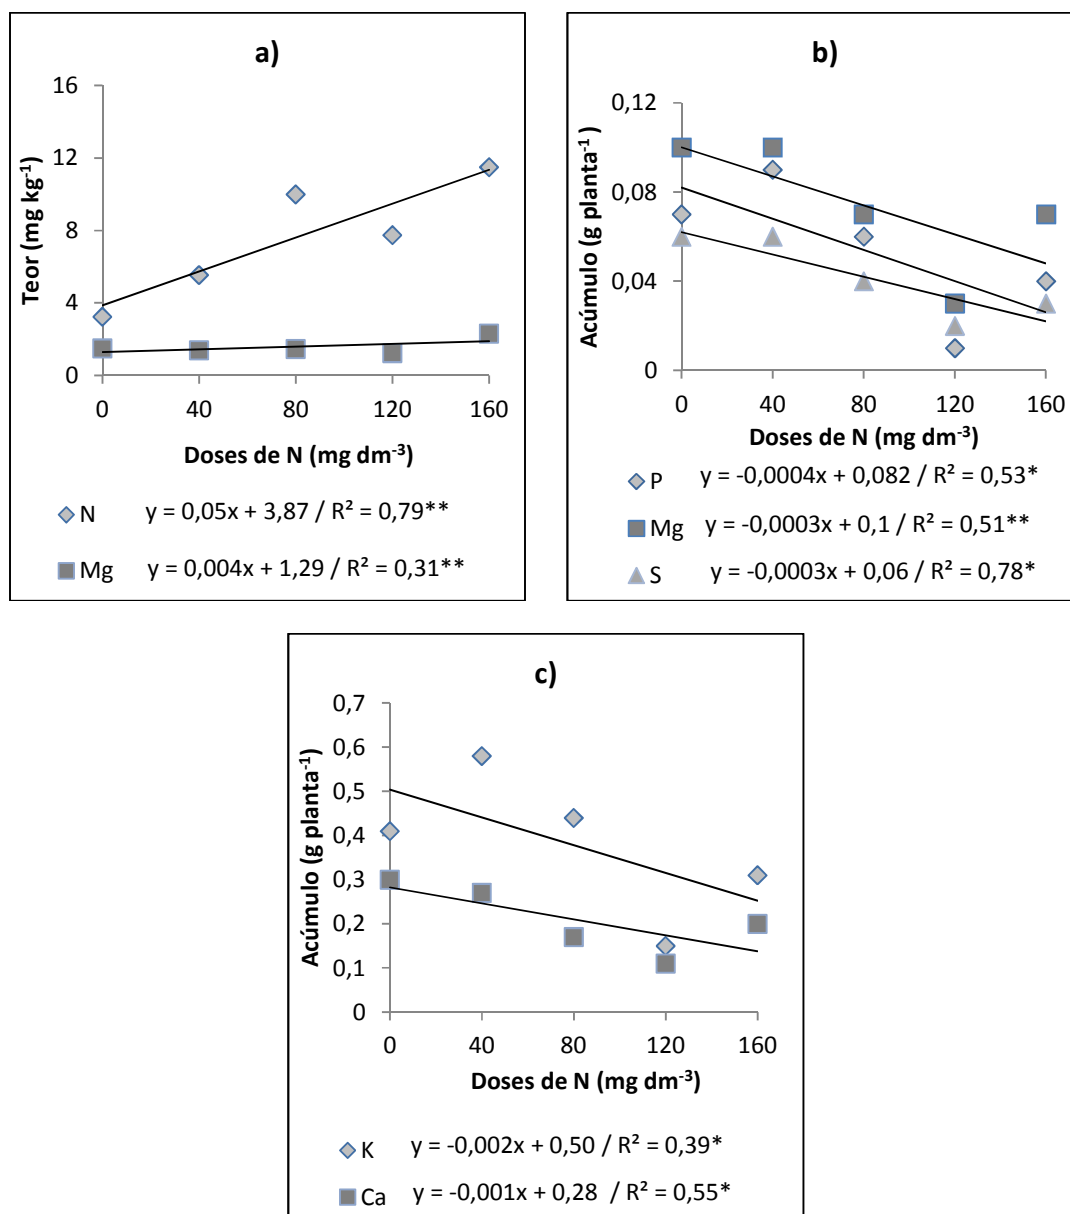 a)
16
12
8
4
0
Teor (mg kg⁻¹)
0 40 80 120 160
Doses de N (mg dm⁻³)
N y = 0,05x + 3,87 / R² = 0,79**
Mg y = 0,004x + 1,29 / R² = 0,31**
b)
0,12
0,08
0,04
0
Acúmulo (g planta⁻¹)
0 40 80 120 160
Doses de N (mg dm⁻³)
P y = -0,0004x + 0,082 / R² = 0,53*
Mg y = -0,0003x + 0,1 / R² = 0,51**
S y = -0,0003x + 0,06 / R² = 0,78*
c)
0,7
0,6
0,5
0,4
0,3
0,2
0,1
0
Acúmulo (g planta⁻¹)
0 40 80 120 160
Doses de N (mg dm⁻³)
K y = -0,002x + 0,50 / R² = 0,39*
Ca y = -0,001x + 0,28 / R² = 0,55*